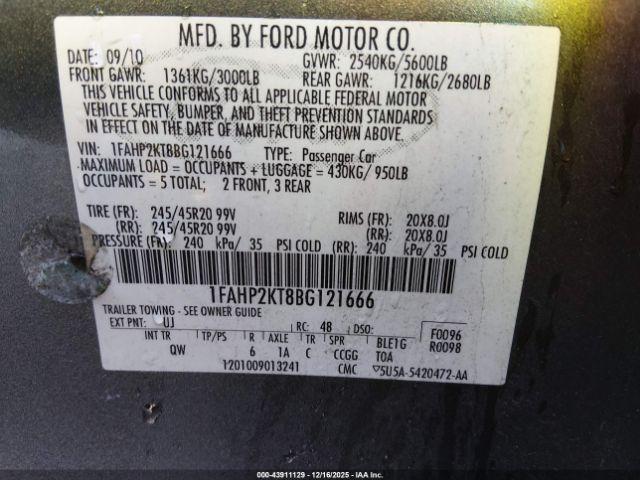 MFD. BY FORD MOTOR CO.
DATE: 09/10 GVWR: 2540KG/5600LB
FRONT GAWR: 1361KG/3000LB REAR GAWR: 1216KG/2680LB
THIS VEHICLE CONFORMS TO ALL APPLICABLE FEDERAL MOTOR
VEHICLE SAFETY, BUMPER, AND THEFT PREVENTION STANDARDS
IN EFFECT ON THE DATE OF MANUFACTURE SHOWN ABOVE.
VIN: 1FAHP2KT8BG121666 TYPE: Passenger Car
MAXIMUM LOAD = OCCUPANTS + LUGGAGE = 430KG/ 950LB
OCCUPANTS = 5 TOTAL; 2 FRONT, 3 REAR
TIRE (FR): 245/45R20 99V RIMS (FR): 20X8.0J
(RR): 245/45R20 99V (RR): 20X8.0J
PRESSURE (FR): 240 kPa/ 35 PSI COLD (RR): 240 kPa/ 35 PSI COLD
1FAHP2KT8BG121666
TRAILER TOWING - SEE OWNER GUIDE
EXT PNT: UJ RC: 48 DSO: F0096
INT TR TP/PS R AXLE TR SPR BLE1G R0098
QW 6 1A C CCGG TOA
1201009013241 CMC 5U5A-5420472-AA
000-43911129 - 12/16/2025 - IAA Inc.